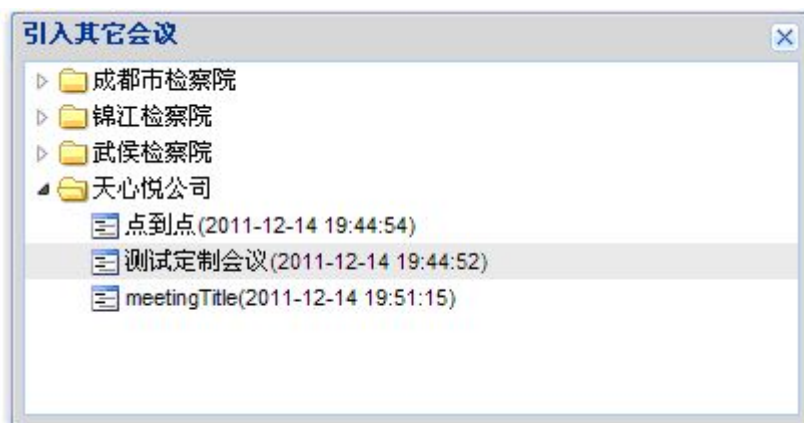 引入其它会议
成都市检察院
锦江检察院
武侯检察院
天心悦公司
点到点(2011-12-14 19:44:54)
测试定制会议(2011-12-14 19:44:52)
meetingTitle(2011-12-14 19:51:15)